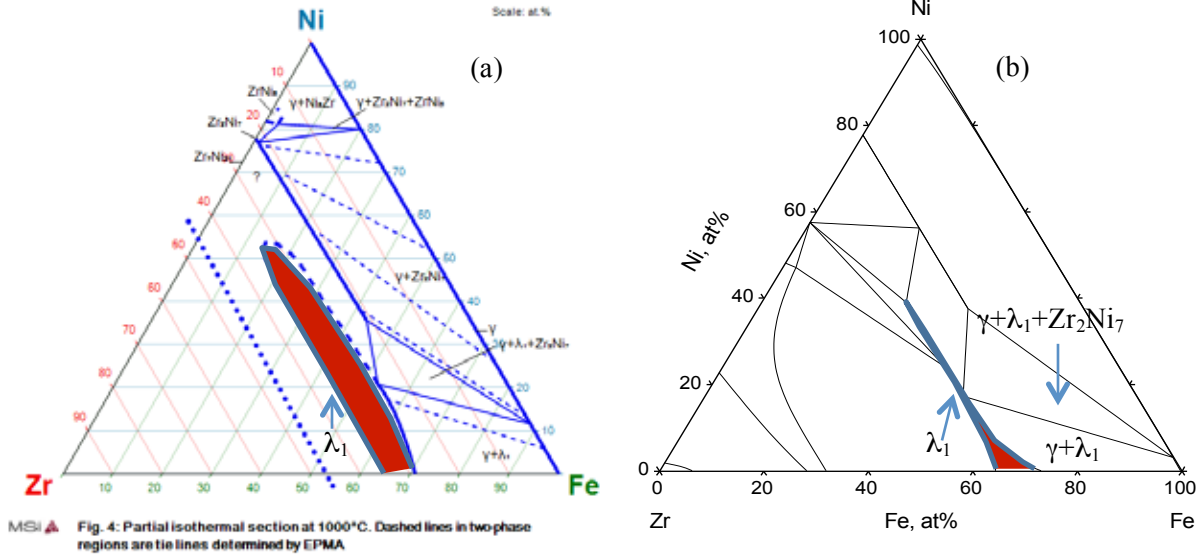 Scale: at.%
Ni
(a)
10
90
ZrNi₅
γ+Ni₅Zr
γ+Zr₂Ni₇+ZrNi₅
20
80
Zr₂Ni₇
70
?
40
60
50
50
γ+Zr₂Ni₇
60
40
γ
70
30
γ+λ₁+Zr₂Ni₇
80
20
λ₁
90
10
γ+λ₁
Zr
10
20
30
40
50
60
70
80
90
Fe
MSI
Fig. 4: Partial isothermal section at 1000°C. Dashed lines in two-phase
regions are tie lines determined by EPMA
Ni
100
(b)
80
60
Ni, at%
40
γ+λ₁+Zr₂Ni₇
20
λ₁
γ+λ₁
0
0
20
40
60
80
100
Zr
Fe, at%
Fe